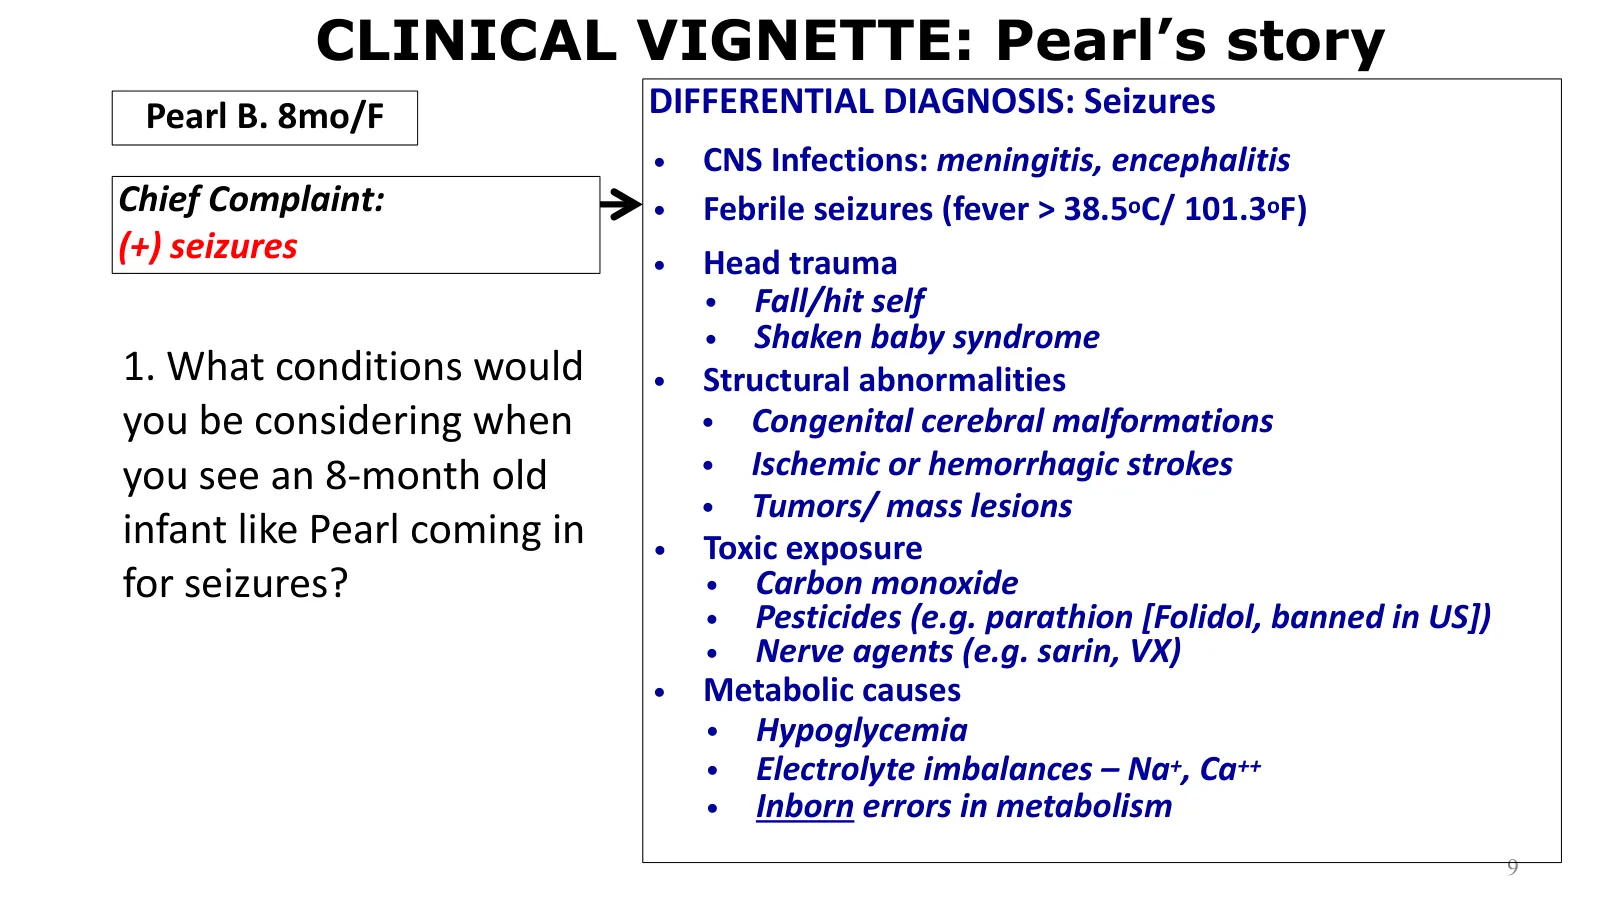 CLINICAL VIGNETTE: Pearl’s story
Pearl B. 8mo/F
Chief Complaint:
(+) seizures
1. What conditions would
you be considering when
you see an 8-month old
infant like Pearl coming in
for seizures?
DIFFERENTIAL DIAGNOSIS: Seizures
• CNS Infections: meningitis, encephalitis
• Febrile seizures (fever > 38.5ºC/ 101.3ºF)
• Head trauma
• Fall/hit self
• Shaken baby syndrome
• Structural abnormalities
• Congenital cerebral malformations
• Ischemic or hemorrhagic strokes
• Tumors/ mass lesions
• Toxic exposure
• Carbon monoxide
• Pesticides (e.g. parathion [Folidol, banned in US])
• Nerve agents (e.g. sarin, VX)
• Metabolic causes
• Hypoglycemia
• Electrolyte imbalances – Na⁺, Ca⁺⁺
• Inborn errors in metabolism
9